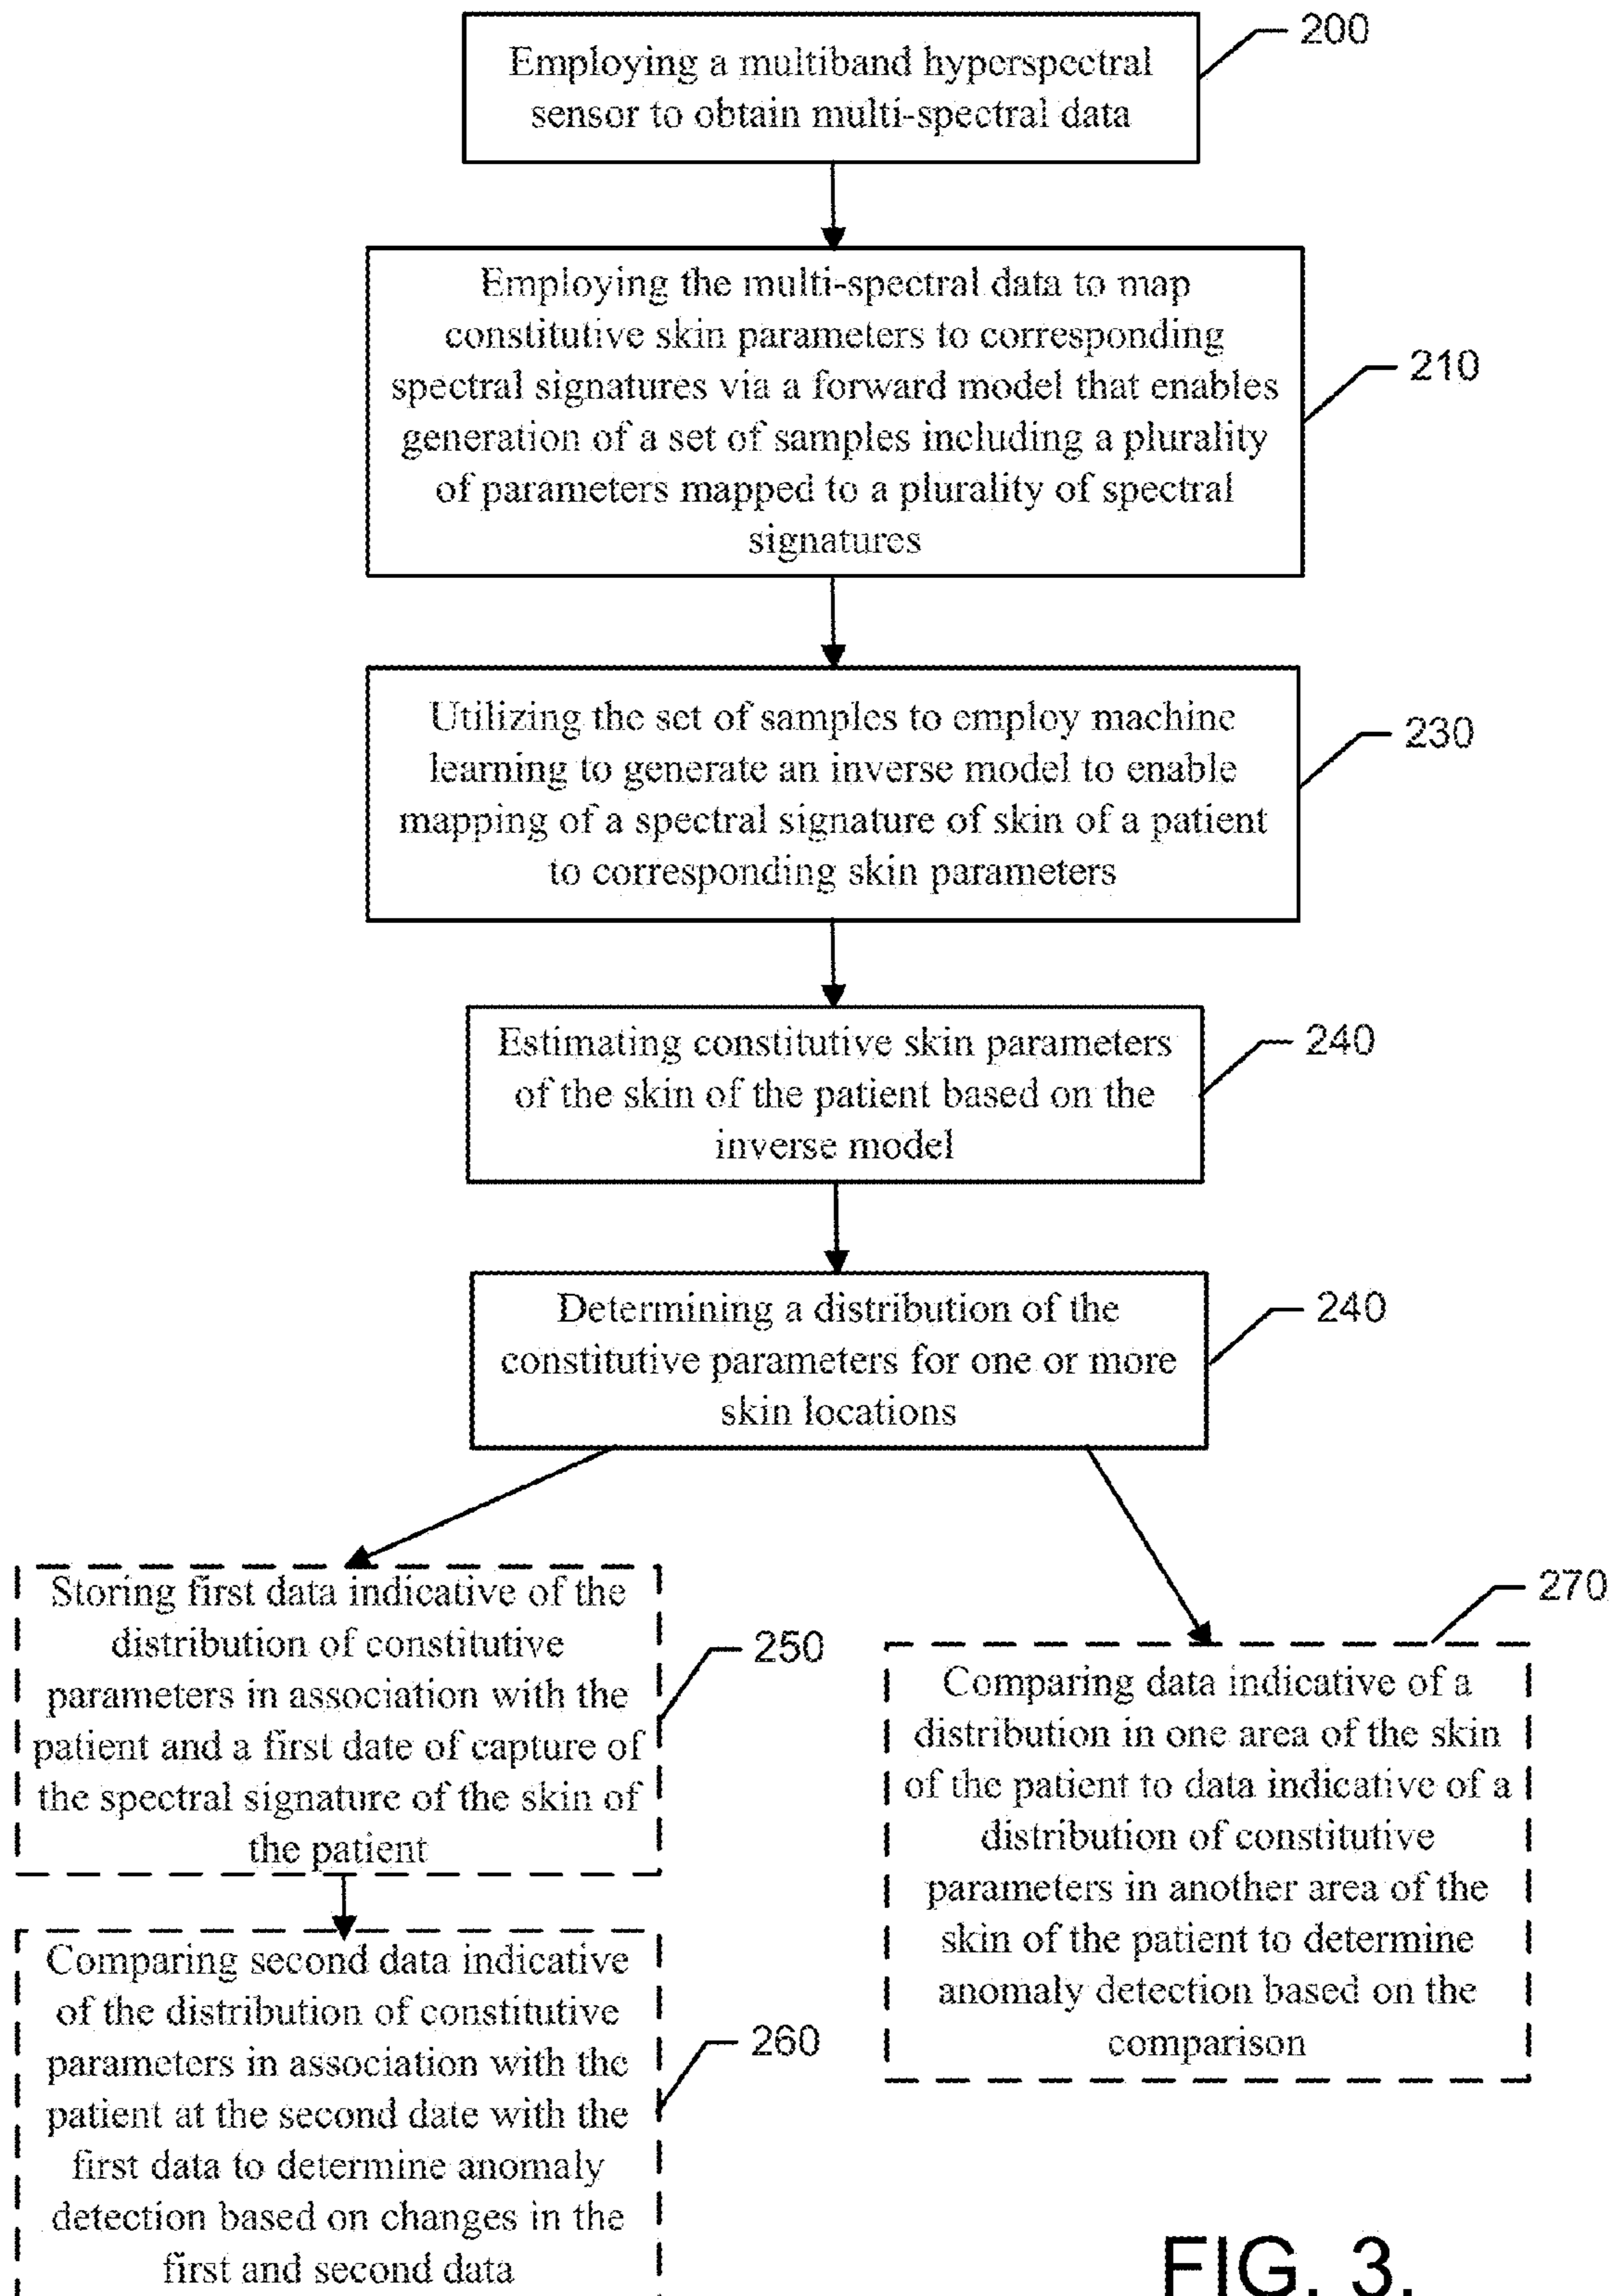 Employing a multiband hyperspectral
sensor to obtain multi-spectral data
200
Employing the multi-spectral data to map
constitutive skin parameters to corresponding
spectral signatures via a forward model that enables
generation of a set of samples including a plurality
of parameters mapped to a plurality of spectral
signatures
210
Utilizing the set of samples to employ machine
learning to generate an inverse model to enable
mapping of a spectral signature of skin of a patient
to corresponding skin parameters
230
Estimating constitutive skin parameters
of the skin of the patient based on the
inverse model
240
Determining a distribution of the
constitutive parameters for one or more
skin locations
240
Storing first data indicative of the
distribution of constitutive
parameters in association with the
patient and a first date of capture of
the spectral signature of the skin of
the patient
250
Comparing second data indicative
of the distribution of constitutive
parameters in association with the
patient at the second date with the
first data to determine anomaly
detection based on changes in the
first and second data
260
Comparing data indicative of a
distribution in one area of the skin
of the patient to data indicative of a
distribution of constitutive
parameters in another area of the
skin of the patient to determine
anomaly detection based on the
comparison
270
FIG. 3.